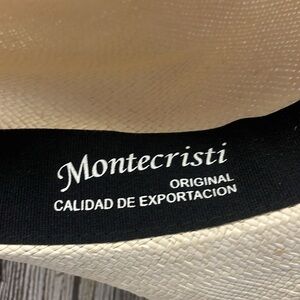 Montecristi
ORIGINAL
CALIDAD DE EXPORTACION